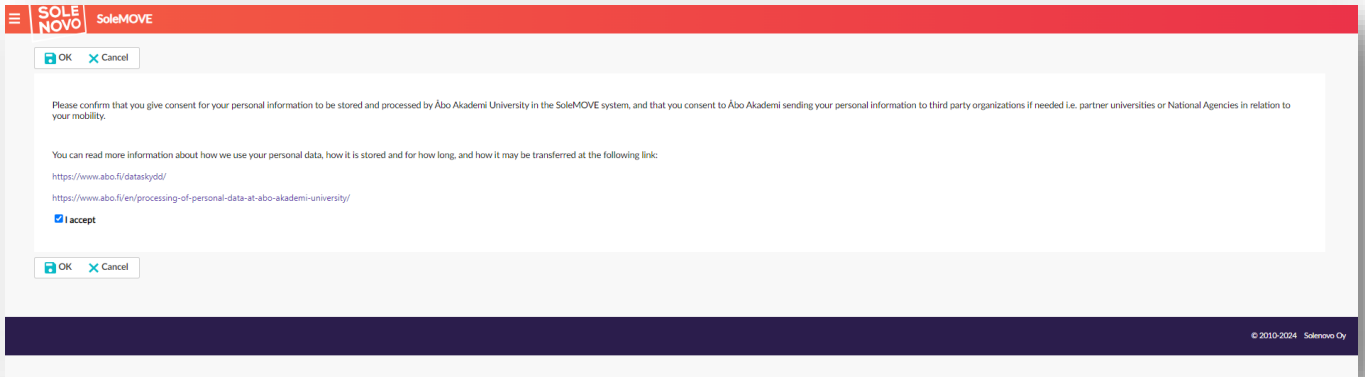 SOLE
NOVO
SoleMOVE
OK Cancel
Please confirm that you give consent for your personal information to be stored and processed by Åbo Akademi University in the SoleMOVE system, and that you consent to Åbo Akademi sending your personal information to third party organizations if needed i.e. partner universities or National Agencies in relation to
your mobility.
You can read more information about how we use your personal data, how it is stored and for how long, and how it may be transferred at the following link:
https://www.abo.fi/dataskydd/
https://www.abo.fi/en/processing-of-personal-data-at-abo-akademi-university/
I accept
OK Cancel
© 2010-2024 Solenovo Oy